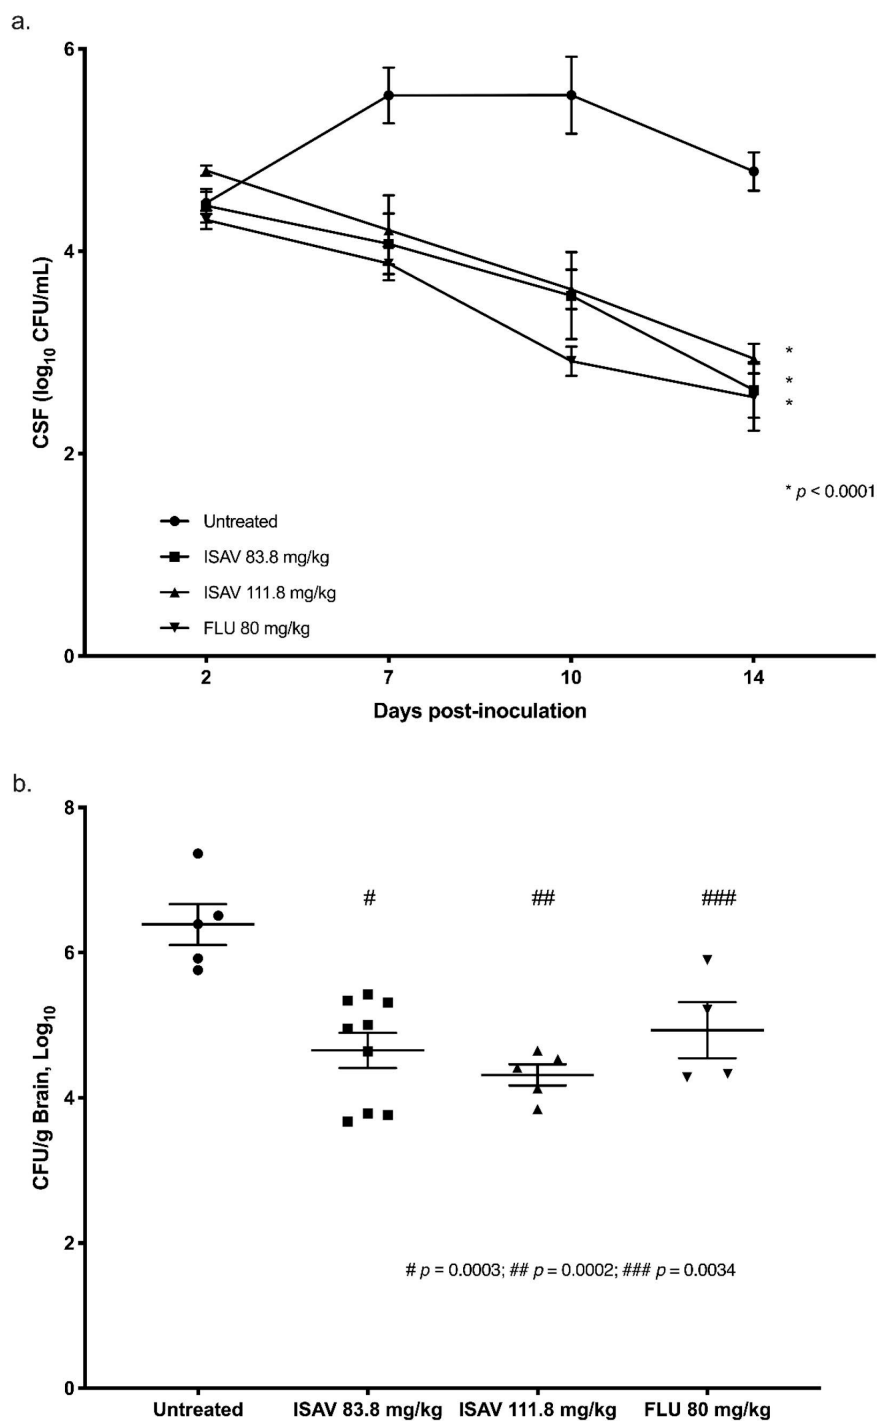 a.
6
4
2
0
CSF (log10 CFU/mL)
*
*
*
* p < 0.0001
Untreated
ISAV 83.8 mg/kg
ISAV 111.8 mg/kg
FLU 80 mg/kg
2 7 10 14
Days post-inoculation
b.
8
6
4
2
0
CFU/g Brain, Log10
# ## ###
# p = 0.0003; ## p = 0.0002; ### p = 0.0034
Untreated ISAV 83.8 mg/kg ISAV 111.8 mg/kg FLU 80 mg/kg